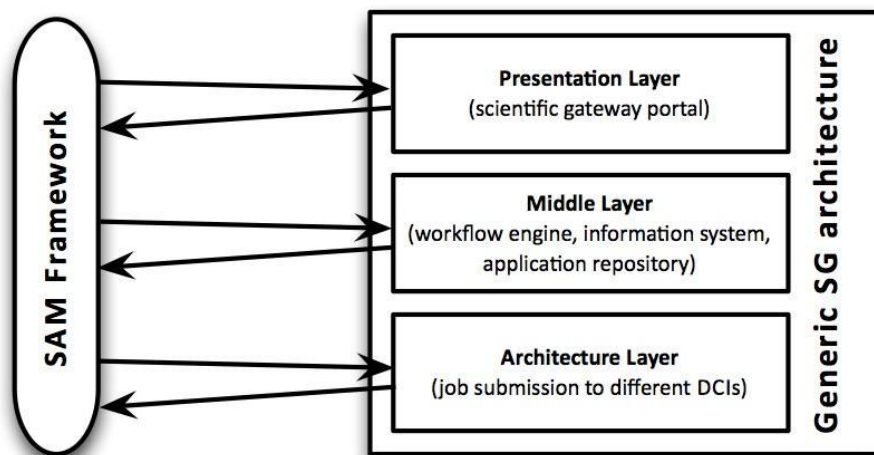 SAM Framework
Presentation Layer
(scientific gateway portal)
Middle Layer
(workflow engine, information system,
application repository)
Architecture Layer
(job submission to different DCIs)
Generic SG architecture